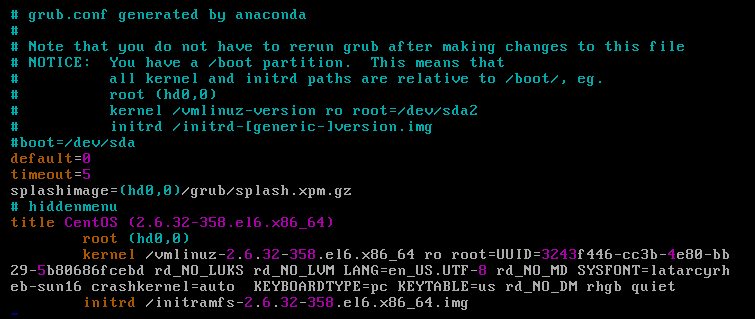 # grub.conf generated by anaconda
#
# Note that you do not have to rerun grub after making changes to this file
# NOTICE:  You have a /boot partition.  This means that
#          all kernel and initrd paths are relative to /boot/, eg.
#          root (hd0,0)
#          kernel /vmlinuz-version ro root=/dev/sda2
#          initrd /initrd-[generic-]version.img
#boot=/dev/sda
default=0
timeout=5
splashimage=(hd0,0)/grub/splash.xpm.gz
# hiddenmenu
title CentOS (2.6.32-358.el6.x86_64)
        root (hd0,0)
        kernel /vmlinuz-2.6.32-358.el6.x86_64 ro root=UUID=3243f446-cc3b-4e80-bb
29-5b80686fcebd rd_NO_LUKS rd_NO_LVM LANG=en_US.UTF-8 rd_NO_MD SYSFONT=latarcyrh
eb-sun16 crashkernel=auto  KEYBOARDTYPE=pc KEYTABLE=us rd_NO_DM rhgb quiet
        initrd /initramfs-2.6.32-358.el6.x86_64.img